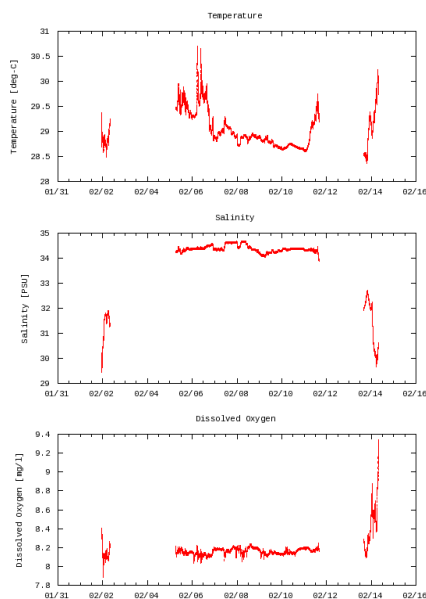 Temperature
31
30.5
30
29.5
29
28.5
28
Temperature [deg-C]
01/31 02/02 02/04 02/06 02/08 02/10 02/12 02/14 02/16
Salinity
35
34
33
32
31
30
29
Salinity [PSU]
01/31 02/02 02/04 02/06 02/08 02/10 02/12 02/14 02/16
Dissolved Oxygen
9.4
9.2
9
8.8
8.6
8.4
8.2
8
7.8
Dissolved Oxygen [mg/l]
01/31 02/02 02/04 02/06 02/08 02/10 02/12 02/14 02/16